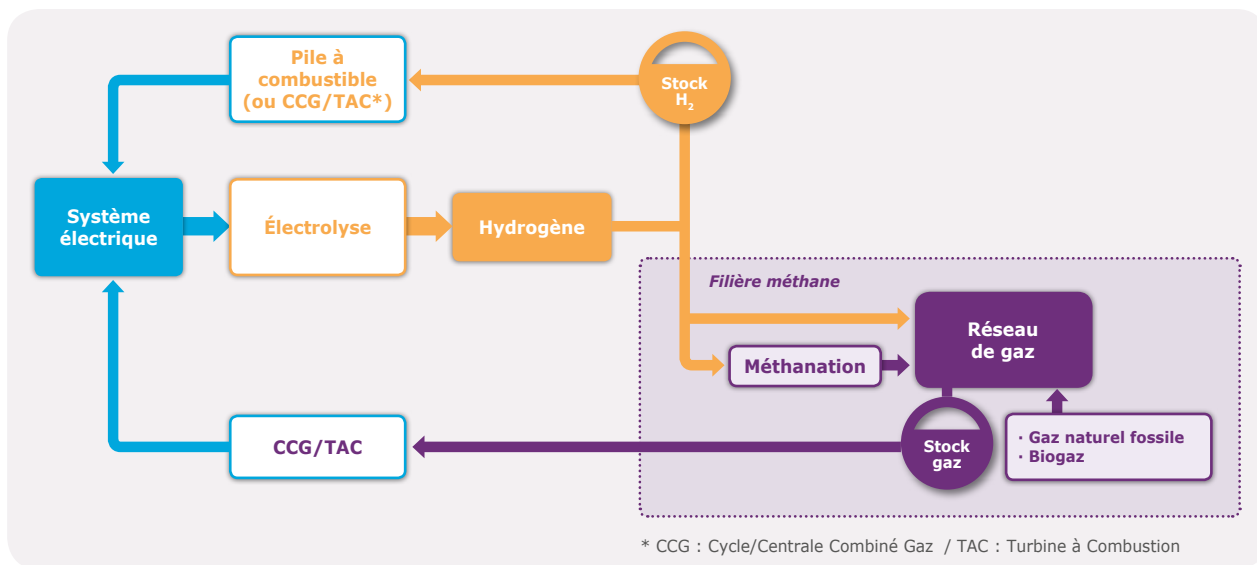 Pile à
combustible
(ou CCG/TAC*)
Stock
H₂
Système
électrique
Électrolyse
Hydrogène
Filière méthane
Réseau
de gaz
Méthanation
CCG/TAC
Stock
gaz
· Gaz naturel fossile
· Biogaz
* CCG : Cycle/Centrale Combiné Gaz / TAC : Turbine à Combustion